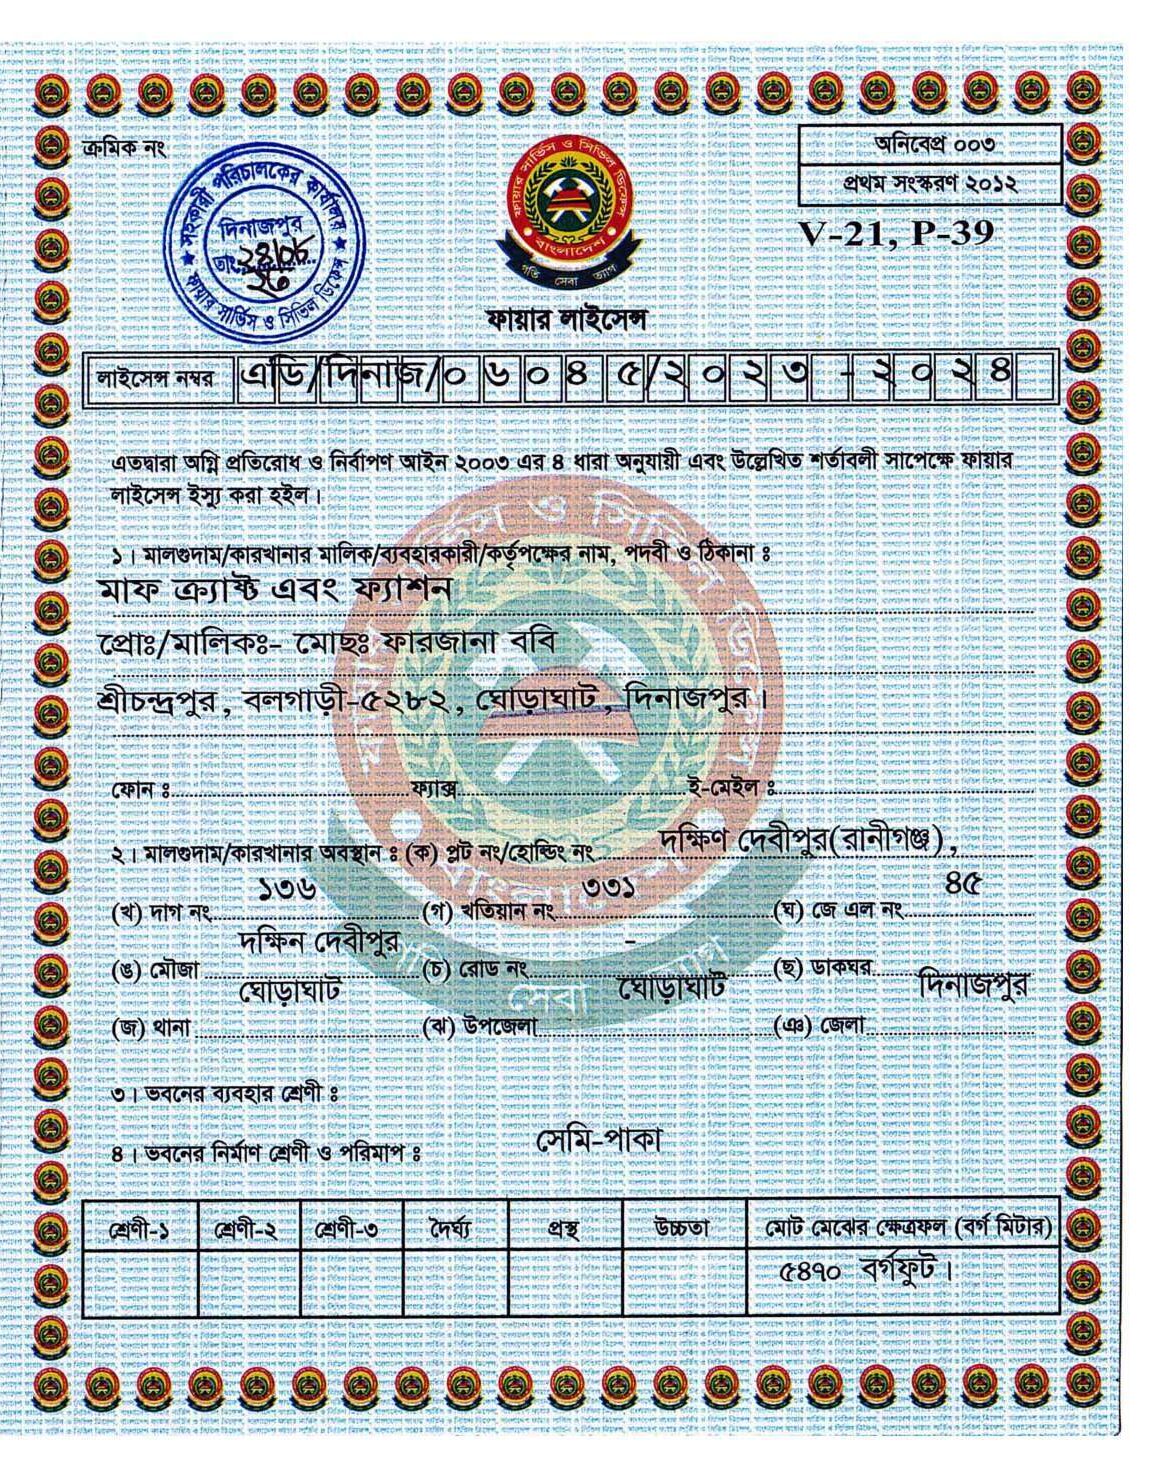 ক্রমিক নং
অনিবেপ্র ০০৩
প্রথম সংস্করণ ২০১২
V-21, P-39
সহকারী পরিচালকের কার্যালয়
দিনাজপুর
তাং
ফায়ার সার্ভিস ও সিভিল ডিফেন্স
ফায়ার সার্ভিস ও সিভিল ডিফেন্স
বাংলাদেশ
গতি সেবা ত্যাগ
ফায়ার লাইসেন্স
লাইসেন্স নম্বর এডি/দিনাজ/০৬০৪৫/২০২৩-২০২৪
এতদ্বারা অগ্নি প্রতিরোধ ও নির্বাপণ আইন ২০০৩ এর ৪ ধারা অনুযায়ী এবং উল্লেখিত শর্তাবলী সাপেক্ষে ফায়ার
লাইসেন্স ইস্যু করা হইল।
১। মালগুদাম/কারখানার মালিক/ব্যবহারকারী/কর্তৃপক্ষের নাম, পদবী ও ঠিকানা ঃ
মাফ ক্র্যাষ্ট এবং ফ্যাশন
প্রোঃ/মালিকঃ- মোছঃ ফারজানা ববি
শ্রীচন্দ্রপুর, বলগাড়ী-৫২৮২, ঘোড়াঘাট, দিনাজপুর।
ফোন ঃ ফ্যাক্স ই-মেইল ঃ
২। মালগুদাম/কারখানার অবস্থান ঃ (ক) প্লট নং/হোল্ডিং নং দক্ষিণ দেবীপুর(রানীগঞ্জ),
(খ) দাগ নং ১৩৬ (গ) খতিয়ান নং ৩৩১ (ঘ) জে এল নং ৪৫
(ঙ) মৌজা দক্ষিন দেবীপুর (চ) রোড নং - (ছ) ডাকঘর
(জ) থানা ঘোড়াঘাট (ঝ) উপজেলা ঘোড়াঘাট (ঞ) জেলা দিনাজপুর
৩। ভবনের ব্যবহার শ্রেণী ঃ
৪। ভবনের নির্মাণ শ্রেণী ও পরিমাপ ঃ সেমি-পাকা
শ্রেণী-১ শ্রেণী-২ শ্রেণী-৩ দৈর্ঘ্য প্রস্থ উচ্চতা মোট মেঝের ক্ষেত্রফল (বর্গ মিটার)
৫৪৭০ বর্গফুট।